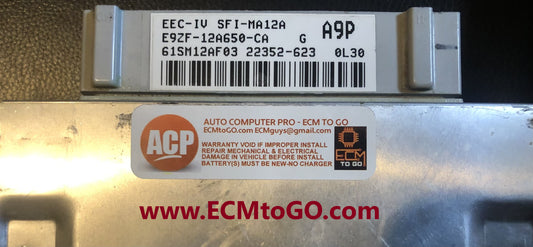 EEC-IV SFI-MA12A A9P
E9ZF-12A650-CA G
61SM12AF03 22352-623 0L30
ACP
AUTO COMPUTER PRO - ECM TO GO
ECMtoGO.com ECMguys@gmail.com
WARRANTY VOID IF IMPROPER INSTALL
REPAIR MECHANICAL & ELECTRICAL
DAMAGE IN VEHICLE BEFORE INSTALL
BATTERY(S) MUST BE NEW-NO CHARGER
ECM
TO GO
www.ECMtoGO.com